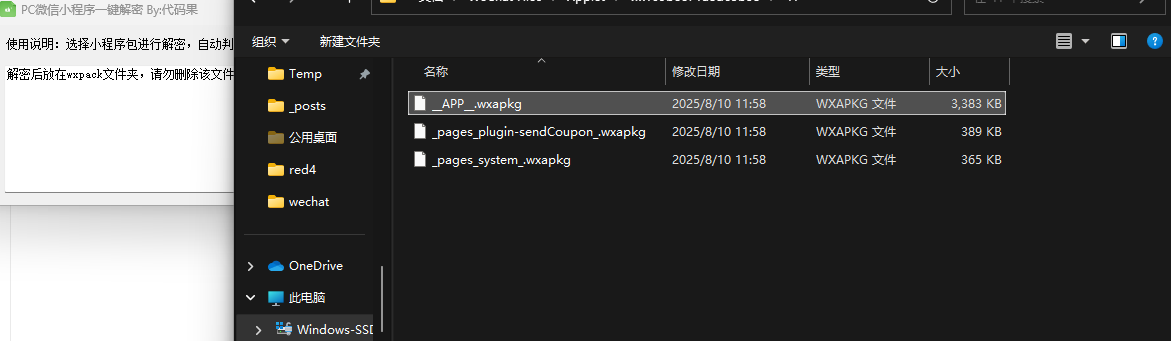 PC微信小程序一键解密 By:代码果
使用说明：选择小程序包进行解密，自动判
解密后放在wxpack文件夹，请勿删除该文件
组织
新建文件夹
Temp
_posts
公用桌面
red4
wechat
OneDrive
此电脑
Windows-SSD
名称 修改日期 类型 大小
__APP__.wxapkg 2025/8/10 11:58 WXAPKG 文件 3,383 KB
_pages_plugin-sendCoupon_.wxapkg 2025/8/10 11:58 WXAPKG 文件 389 KB
_pages_system_.wxapkg 2025/8/10 11:58 WXAPKG 文件 365 KB